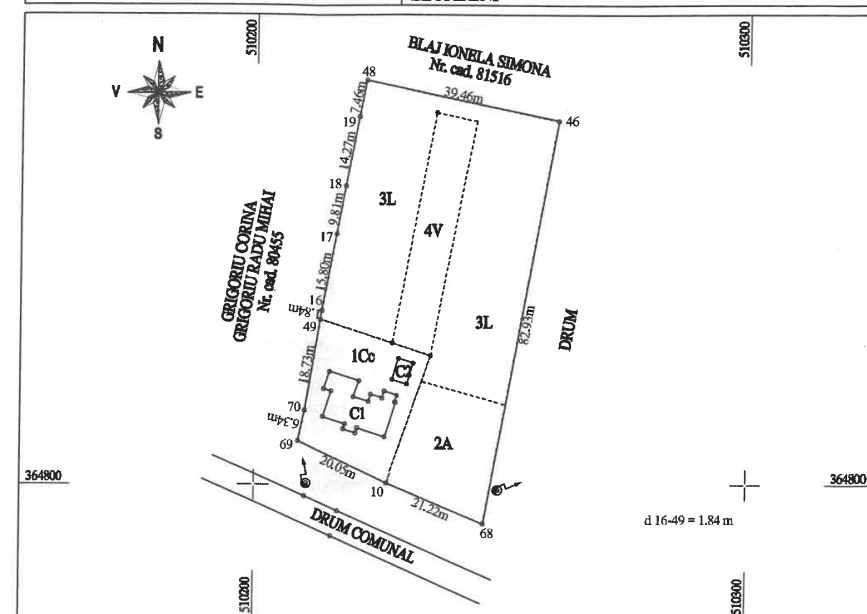 510200
510300
N
V
E
S
BLAJ IONELA SIMONA
Nr. cad. 81516
48
39.46m
46
7.46m
19
14.27m
18
3L
9.81m
4V
17
GRIGORIU CORINA
GRIGORIU RADU MIHAI
Nr. cad. 80455
15.80m
16
1.84m
49
3L
82.93m
DRUM
1Cc
C2
18.73m
C1
70
6.34m
69
2A
20.05m
364800
364800
10
21.22m
68
d 16-49 = 1.84 m
DRUM COMUNAL
510200
510300